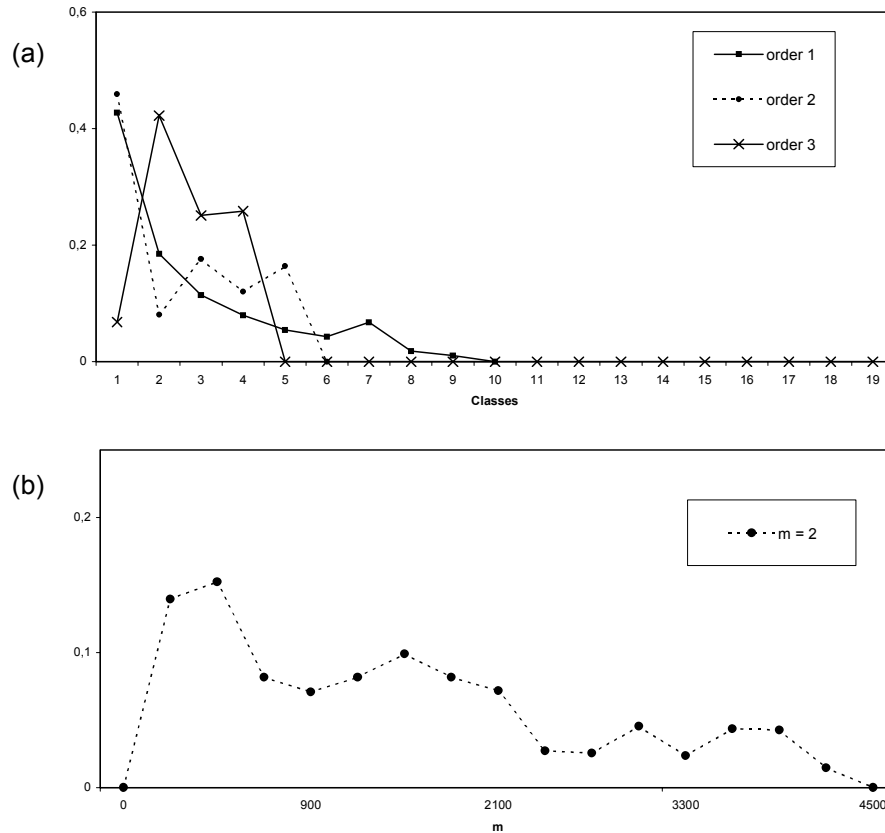 (a)
0,6
0,4
0,2
0
order 1
order 2
order 3
1 2 3 4 5 6 7 8 9 10 11 12 13 14 15 16 17 18 19
Classes
(b)
0,2
0,1
0
m = 2
0 900 2100 3300 4500
m